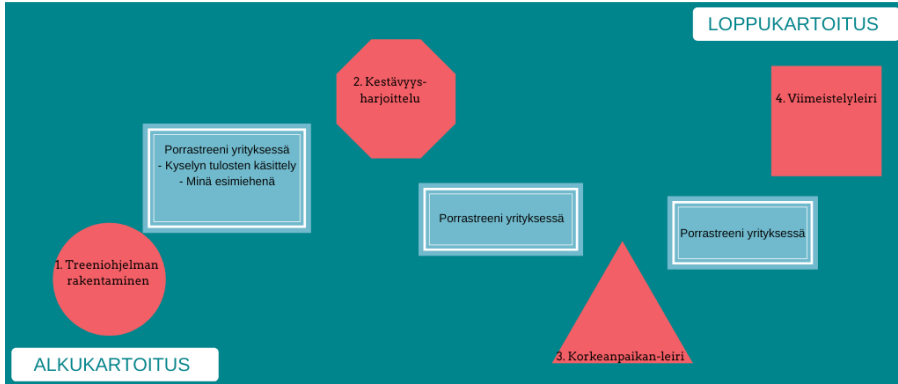 LOPPUKARTOITUS
2. Kestävyys-
harjoittelu
4. Viimeistelyleiri
Porrastreeni yrityksessä
- Kyselyn tulosten käsittely
- Minä esimiehenä
Porrastreeni yrityksessä
Porrastreeni yrityksessä
1. Treeniohjelman
rakentaminen
3. Korkeanpaikan-leiri
ALKUKARTOITUS